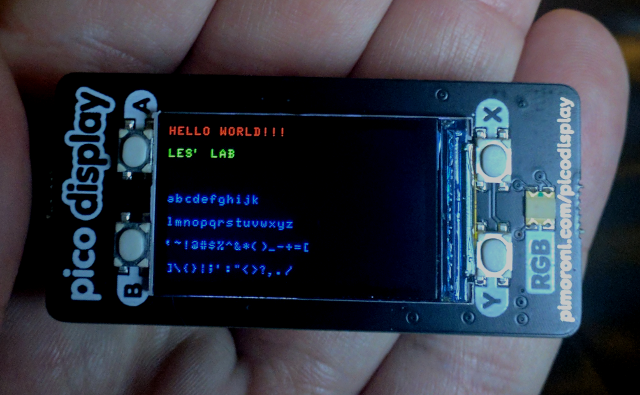 pico display
A
B
HELLO WORLD!!!
LES' LAB
abcdefghijk
lmnopqrstuvwxyz
`~!@#$%^&*()_-+=[
]\{}|;':"<>?,./
X
Y
RGB
pimoroni.com/picodisplay